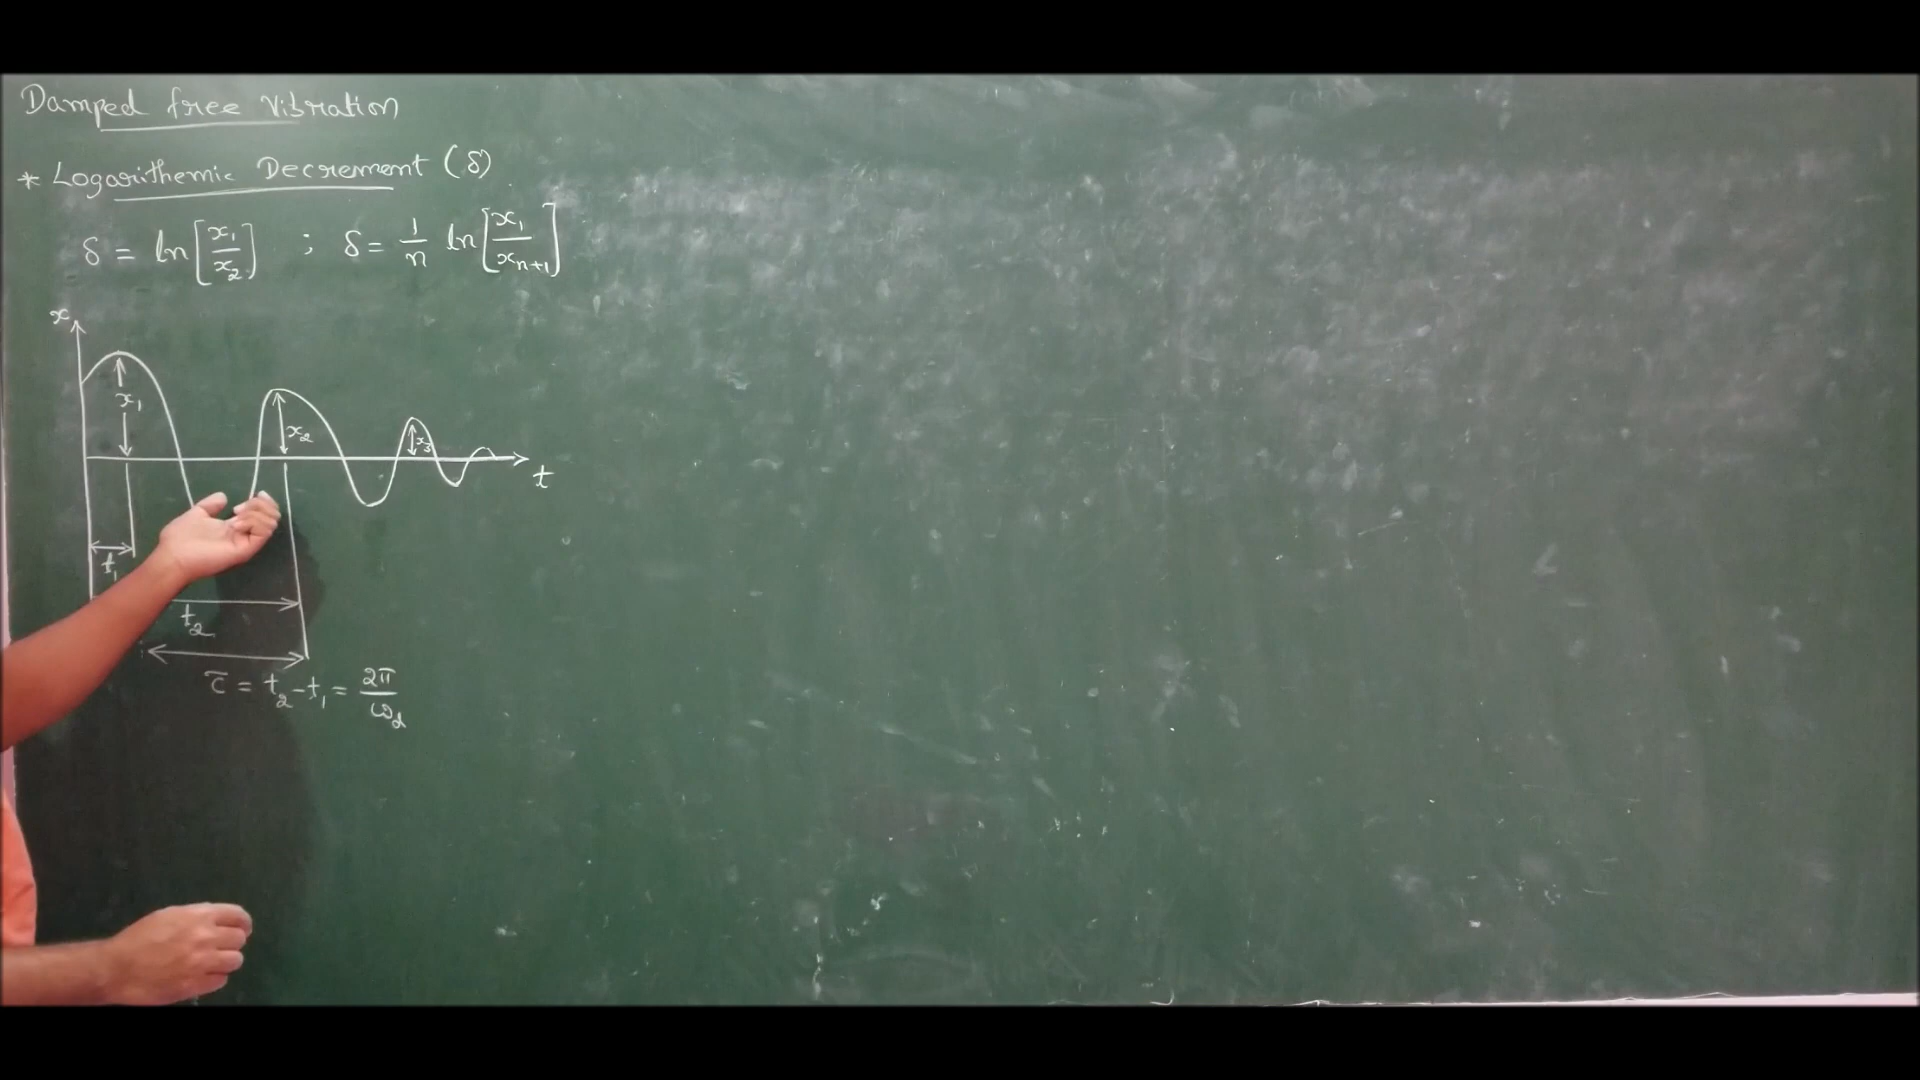 Damped free Vibration
* Logarithemic Decrement (δ)
δ = ln[x₁/x₂] ; δ = 1/n ln[x₁/xₙ₊₁]
x
x₁
x₂
x₃
t
t₁
t₂
τ = t₂ - t₁ = 2π/ω_d